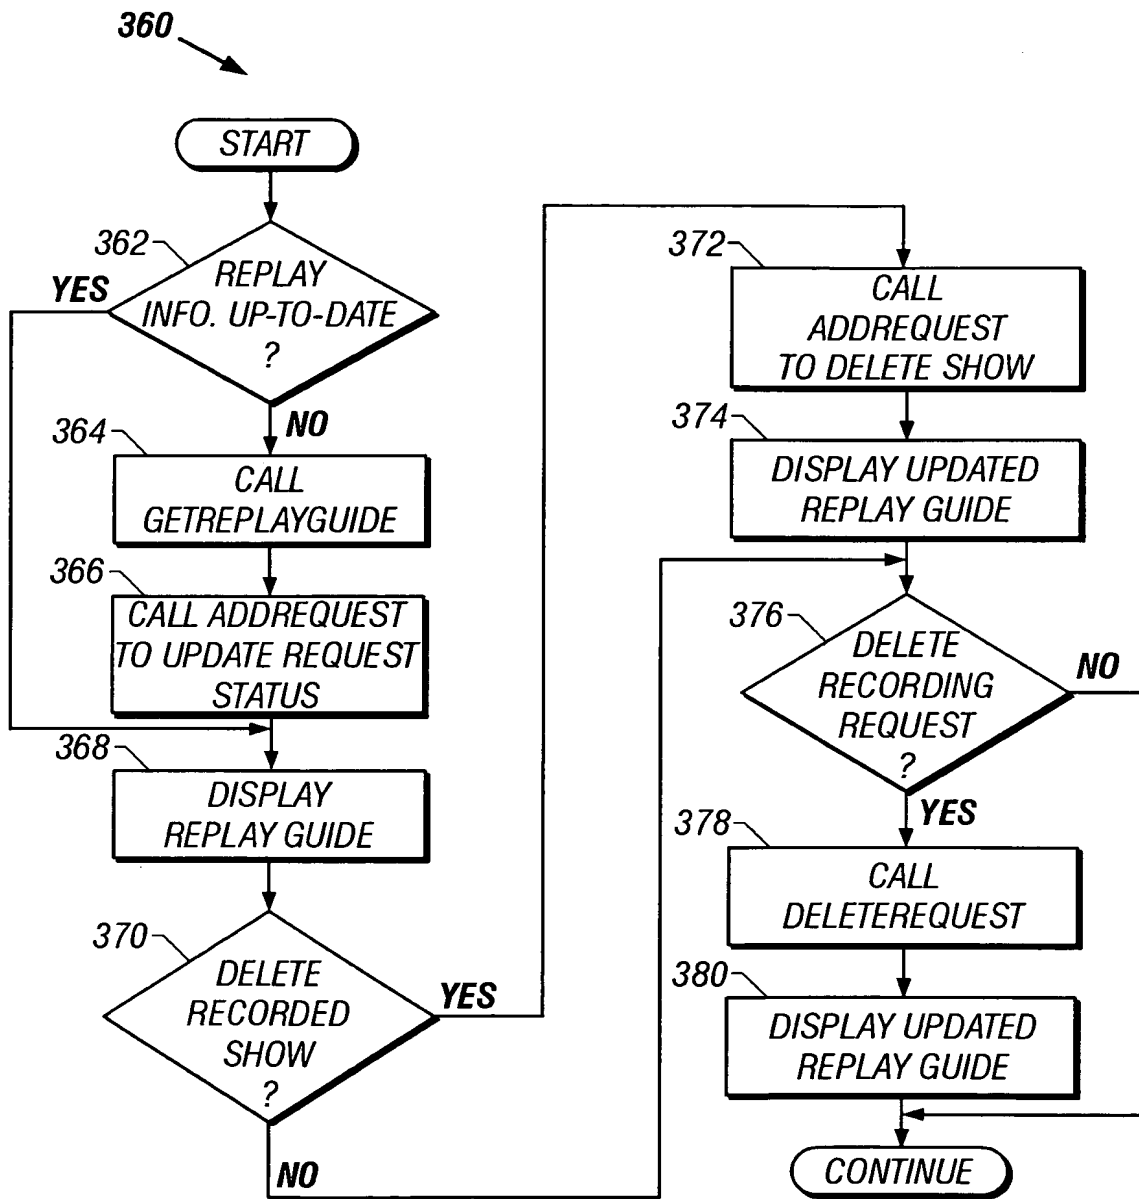 360
START
362
YES
REPLAY
INFO. UP-TO-DATE
?
NO
364
CALL
GETREPLAYGUIDE
366
CALL ADDREQUEST
TO UPDATE REQUEST
STATUS
368
DISPLAY
REPLAY GUIDE
370
DELETE
RECORDED
SHOW
?
YES
NO
372
CALL
ADDREQUEST
TO DELETE SHOW
374
DISPLAY UPDATED
REPLAY GUIDE
376
DELETE
RECORDING
REQUEST
?
NO
YES
378
CALL
DELETEREQUEST
380
DISPLAY UPDATED
REPLAY GUIDE
CONTINUE